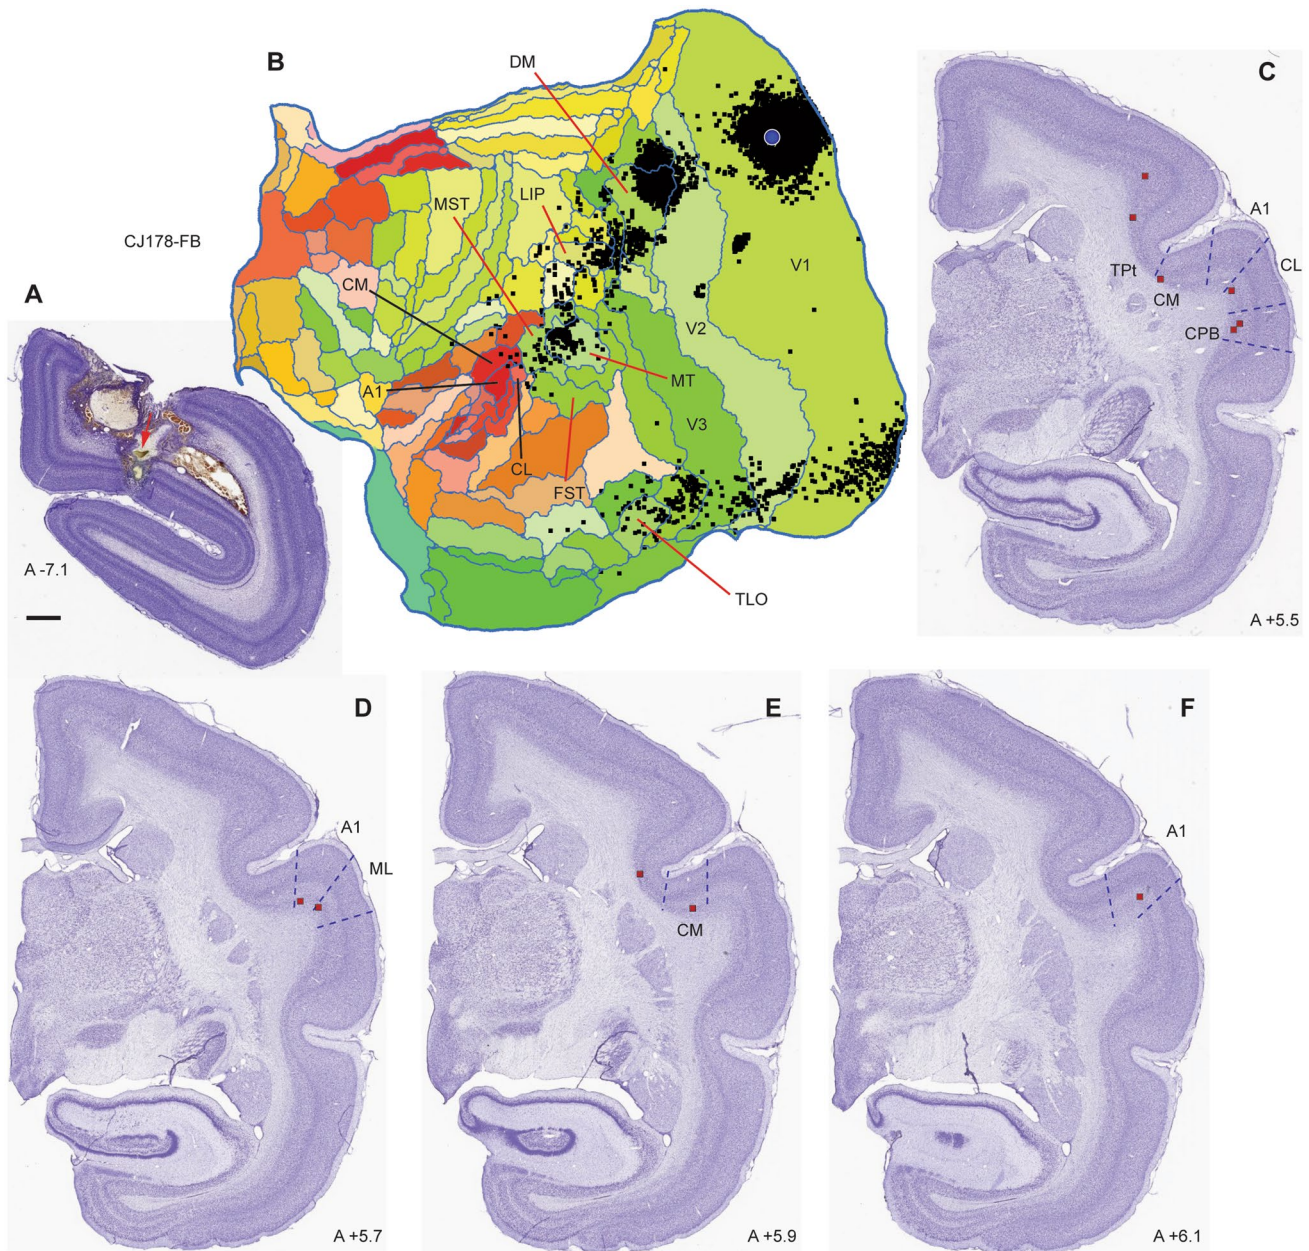 B
DM
C
MST
LIP
CJ178-FB
A1
V1
CL
A
CM
TPt
CM
CPB
V2
A1
MT
V3
CL
FST
A -7.1
TLO
A +5.5
D
E
F
A1
A1
ML
CM
A +5.7
A +5.9
A +6.1